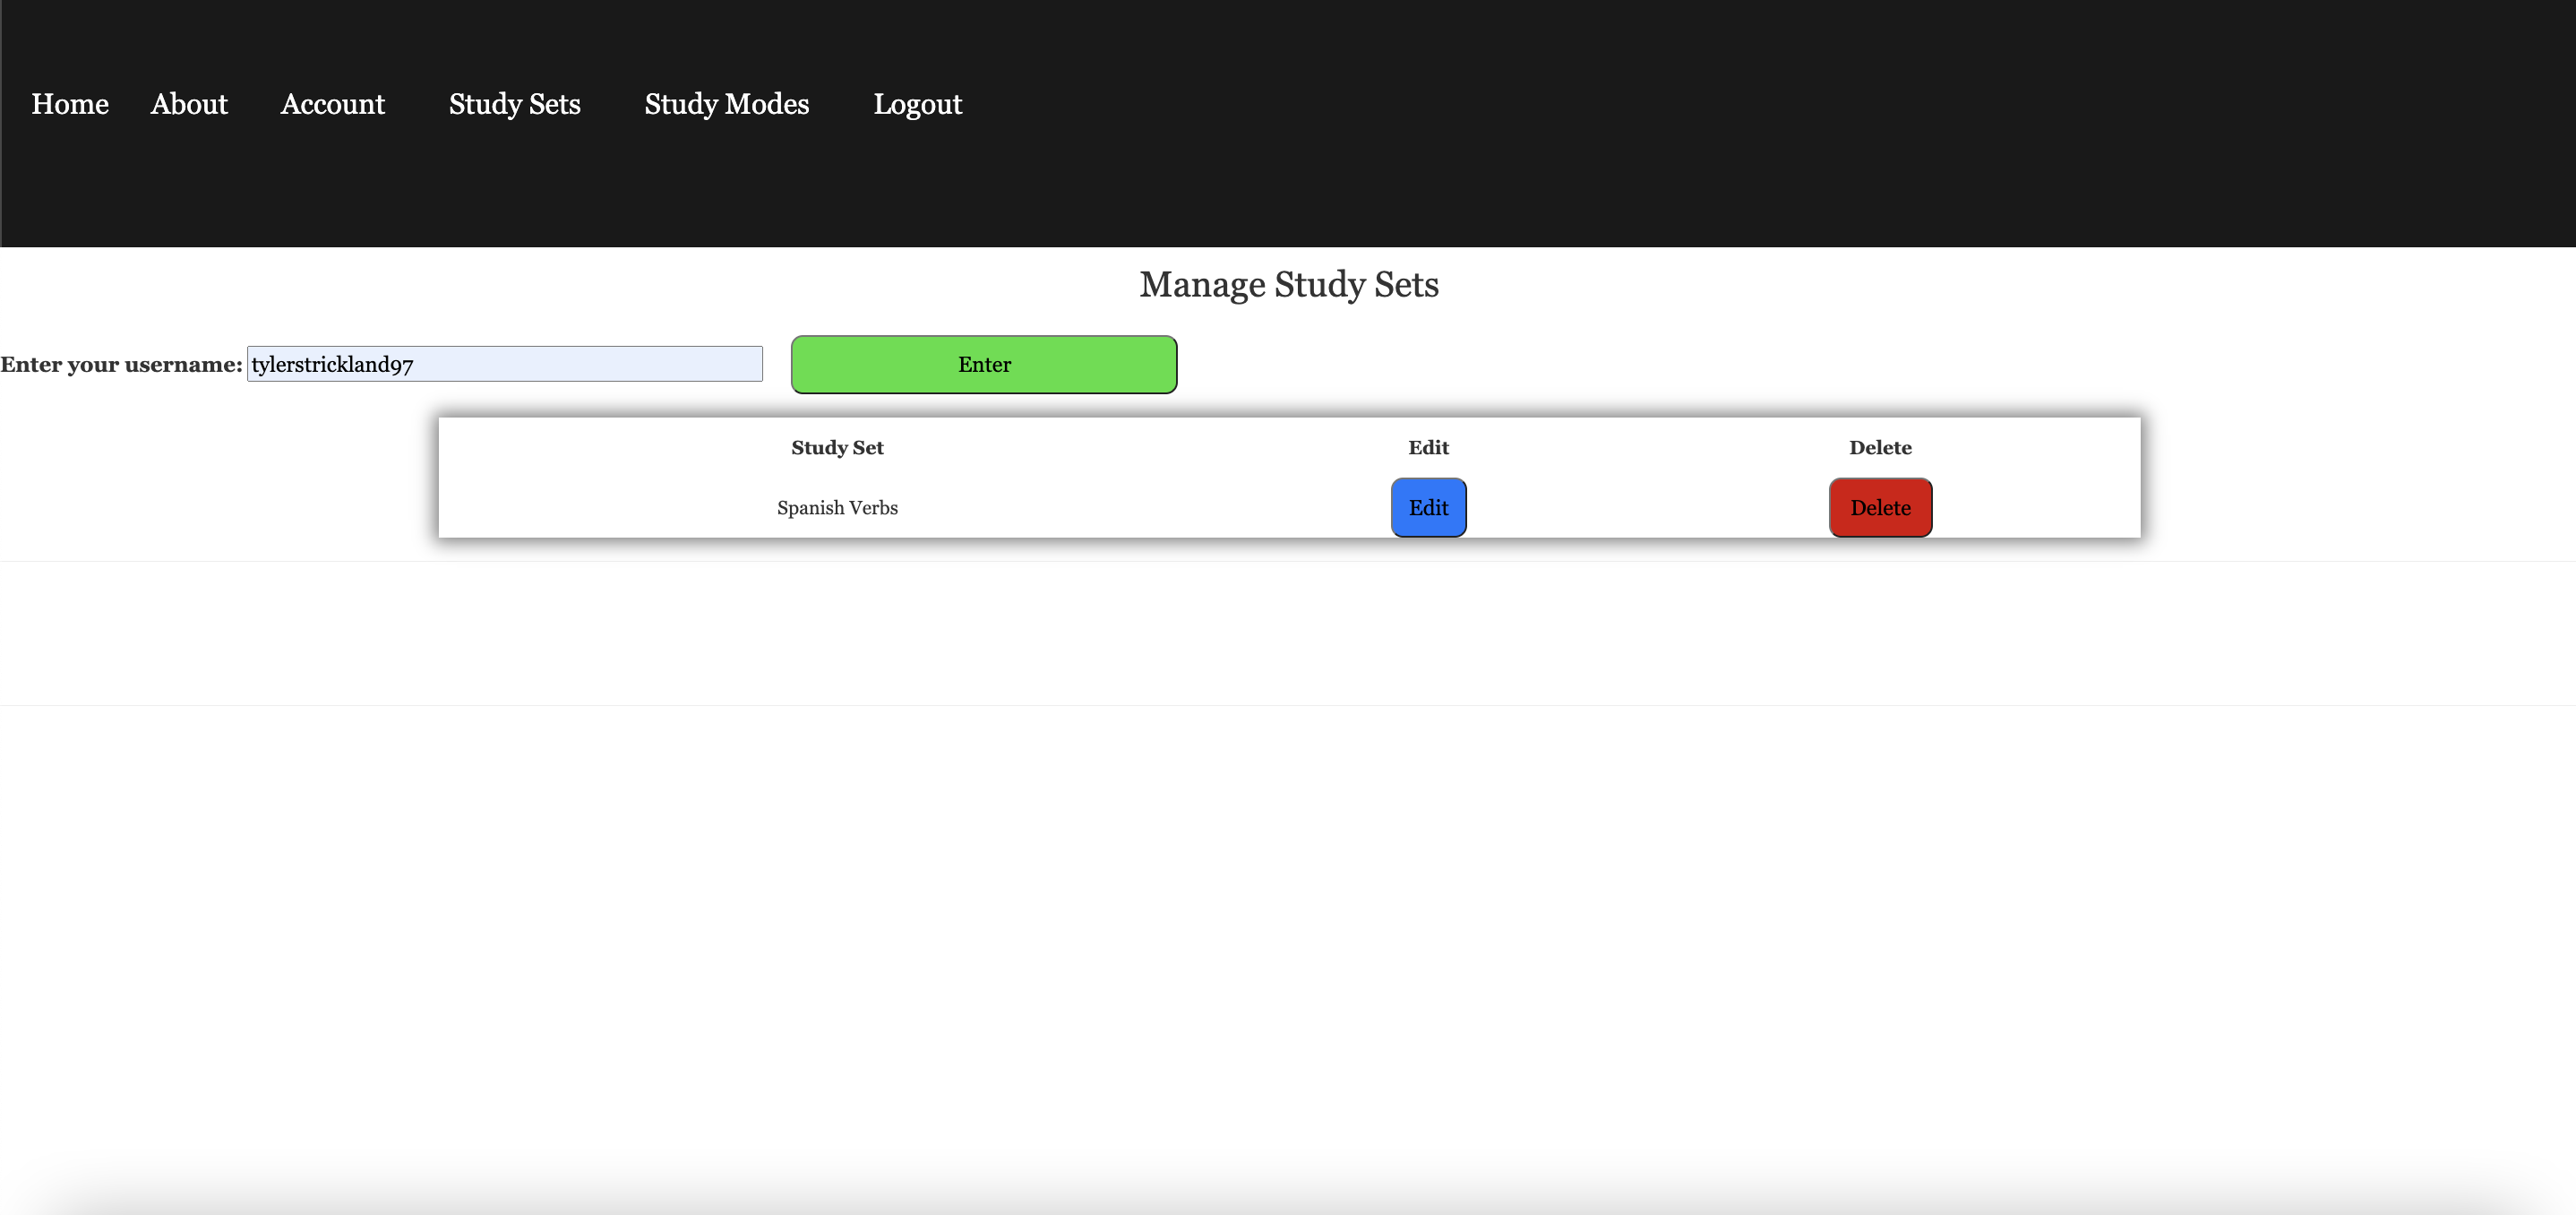 Home About Account Study Sets Study Modes Logout
Manage Study Sets
Enter your username: tylerstrickland97 Enter
Study Set Edit Delete
Spanish Verbs Edit Delete